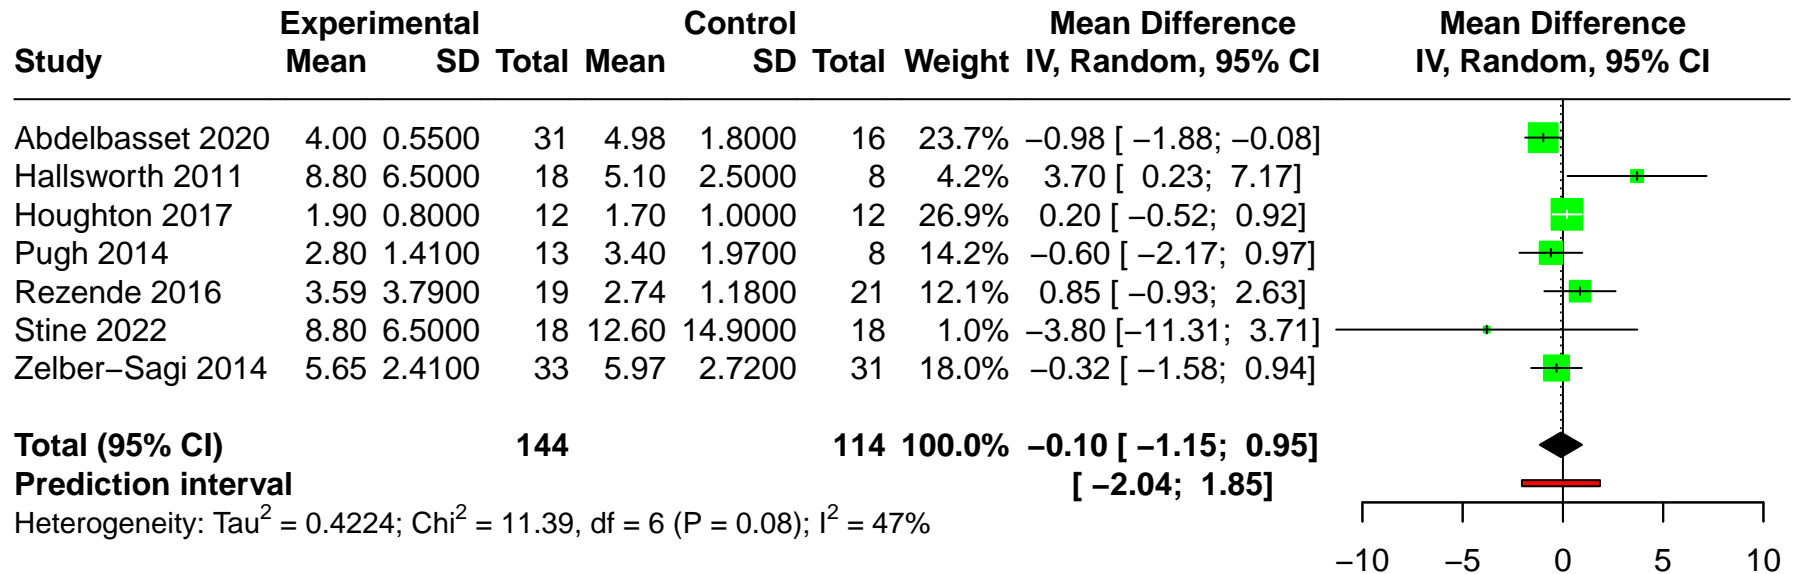 Experimental Control Mean Difference Mean Difference
Study Mean SD Total Mean SD Total Weight IV, Random, 95% CI IV, Random, 95% CI
Abdelbasset 2020 4.00 0.5500 31 4.98 1.8000 16 23.7% −0.98 [ −1.88; −0.08]
Hallsworth 2011 8.80 6.5000 18 5.10 2.5000 8 4.2% 3.70 [ 0.23; 7.17]
Houghton 2017 1.90 0.8000 12 1.70 1.0000 12 26.9% 0.20 [ −0.52; 0.92]
Pugh 2014 2.80 1.4100 13 3.40 1.9700 8 14.2% −0.60 [ −2.17; 0.97]
Rezende 2016 3.59 3.7900 19 2.74 1.1800 21 12.1% 0.85 [ −0.93; 2.63]
Stine 2022 8.80 6.5000 18 12.60 14.9000 18 1.0% −3.80 [−11.31; 3.71]
Zelber−Sagi 2014 5.65 2.4100 33 5.97 2.7200 31 18.0% −0.32 [ −1.58; 0.94]
Total (95% CI) 144 114 100.0% −0.10 [ −1.15; 0.95]
Prediction interval [ −2.04; 1.85]
Heterogeneity: Tau² = 0.4224; Chi² = 11.39, df = 6 (P = 0.08); I² = 47%
−10 −5 0 5 10